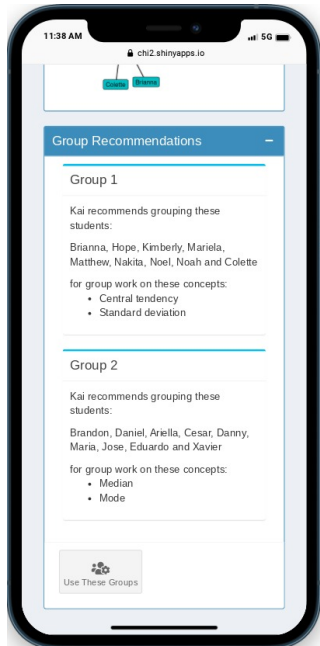 11:38 AM
5G
chi2.shinyapps.io
Colette Brianna
Group Recommendations
Group 1
Kai recommends grouping these
students:
Brianna, Hope, Kimberly, Mariela,
Matthew, Nakita, Noel, Noah and Colette
for group work on these concepts:
• Central tendency
• Standard deviation
Group 2
Kai recommends grouping these
students:
Brandon, Daniel, Ariella, Cesar, Danny,
Maria, Jose, Eduardo and Xavier
for group work on these concepts:
• Median
• Mode
Use These Groups